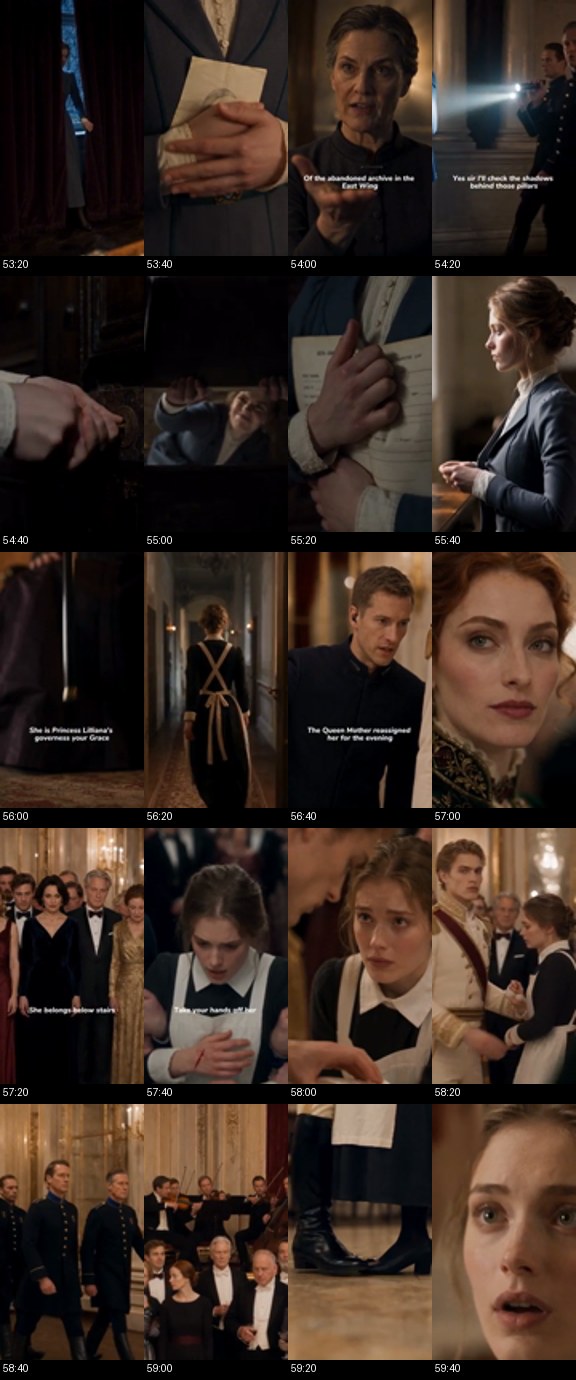 Of the abandoned archive in the
East Wing
Yes sir I'll check the shadows
behind those pillars
53:20
53:40
54:00
54:20
54:40
55:00
55:20
55:40
She is Princess Lilliana's
governess your Grace
The Queen Mother reassigned
her for the evening
56:00
56:20
56:40
57:00
She belongs below stairs
Take your hands off her
57:20
57:40
58:00
58:20
58:40
59:00
59:20
59:40